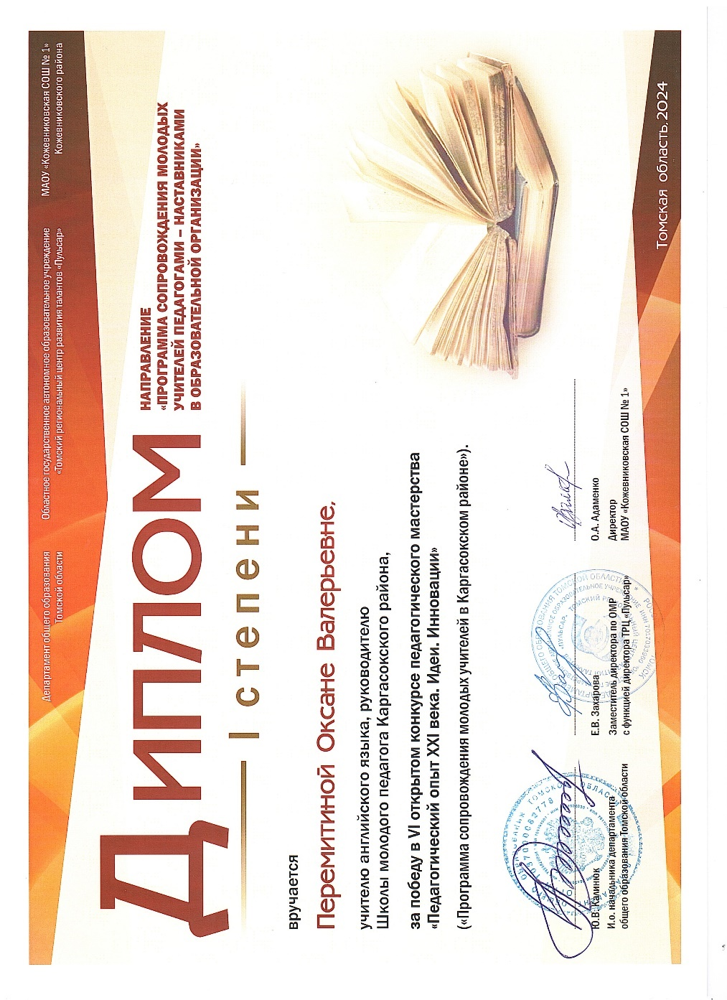 Департамент общего образования
Томской области
Областное государственное автономное образовательное учреждение
«Томский региональный центр развития талантов «Пульсар»
МАОУ «Кожевниковская СОШ № 1»
Кожевниковского района
ДИПЛОМ
I степени
НАПРАВЛЕНИЕ
«ПРОГРАММА СОПРОВОЖДЕНИЯ МОЛОДЫХ
УЧИТЕЛЕЙ ПЕДАГОГАМИ – НАСТАВНИКАМИ
В ОБРАЗОВАТЕЛЬНОЙ ОРГАНИЗАЦИИ»
вручается
Перемитиной Оксане Валерьевне,
учителю английского языка, руководителю
Школы молодого педагога Каргасокского района,
за победу в VI открытом конкурсе педагогического мастерства
«Педагогический опыт XXI века. Идеи. Инновации»
(«Программа сопровождения молодых учителей в Каргасокском районе»).
Ю.В. Калинюк
И.о. начальника департамента
общего образования Томской области
Е.В. Захарова
Заместитель директора по ОМР
с функцией директора ТРЦ «Пульсар»
О.А. Адаменко
Директор
МАОУ «Кожевниковская СОШ № 1»
Томская область. 2024